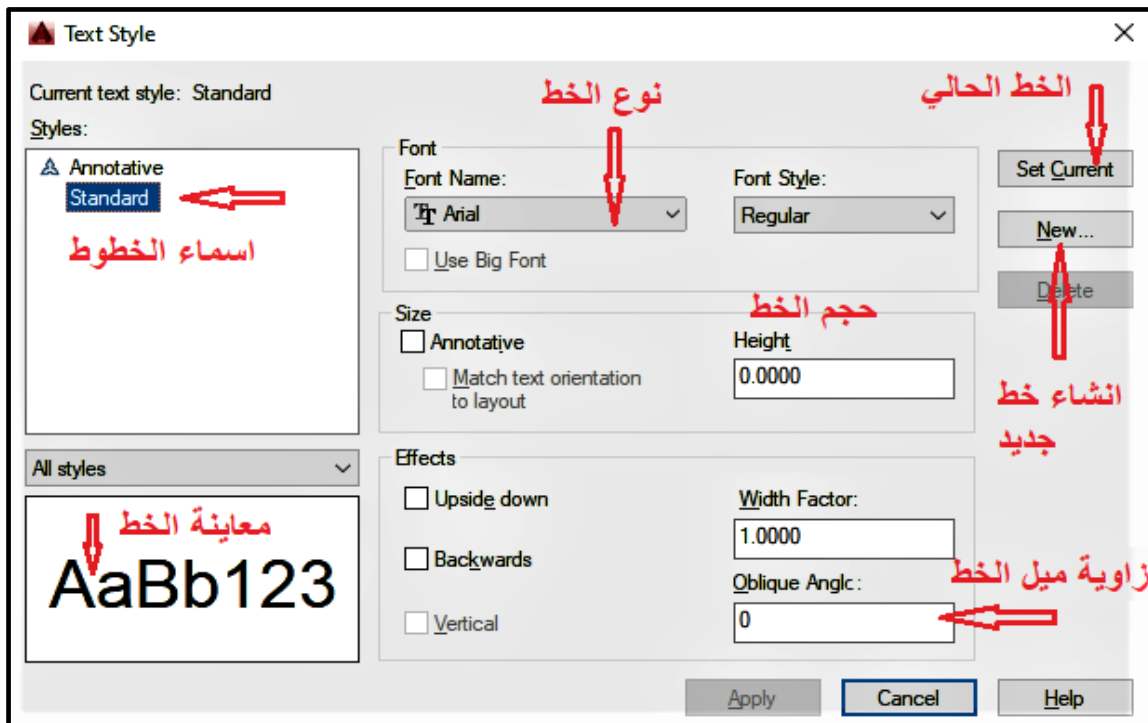 Text Style
Current text style: Standard
Styles:
Annotative
Standard
اسماء الخطوط
All styles
معاينة الخط
AaBb123
نوع الخط
Font
Font Name:
Arial
Use Big Font
Font Style:
Regular
Size
Annotative
Match text orientation
to layout
حجم الخط
Height
0.0000
Effects
Upside down
Backwards
Vertical
Width Factor:
1.0000
Oblique Angle:
0
زاوية ميل الخط
الخط الحالي
Set Current
New...
Delete
انشاء خط
جديد
Apply
Cancel
Help